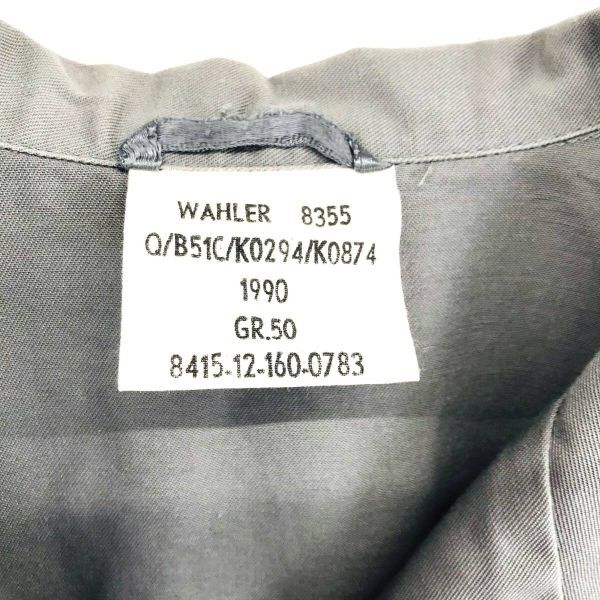 WAHLER 8355
Q/B51C/K0294/K0874
1990
GR.50
8415-12-160-0783